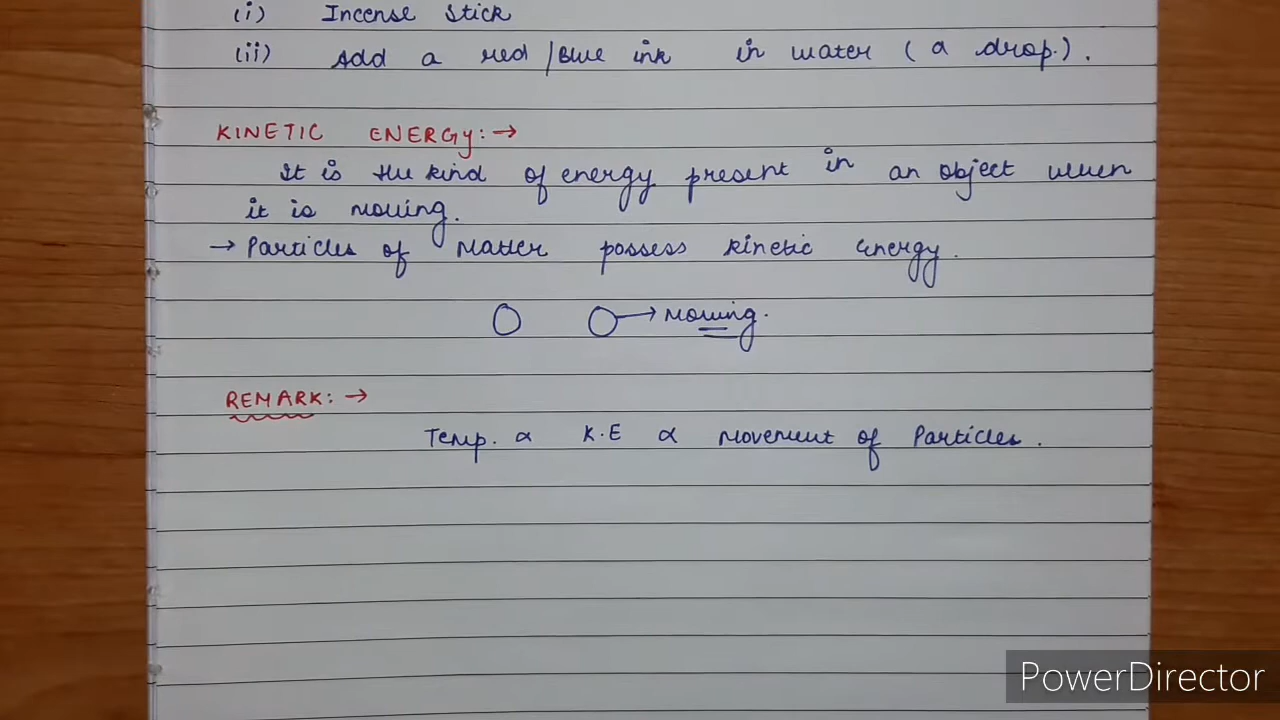 (i) Incense stick
(ii) Add a red/Blue ink in water (a drop.).
KINETIC ENERGY:→
It is the kind of energy present in an object when
it is moving.
→ Particles of Matter possess kinetic energy.
→ Moving.
REMARK:→
Temp. ∝ K.E ∝ Movement of Particles.
PowerDirector